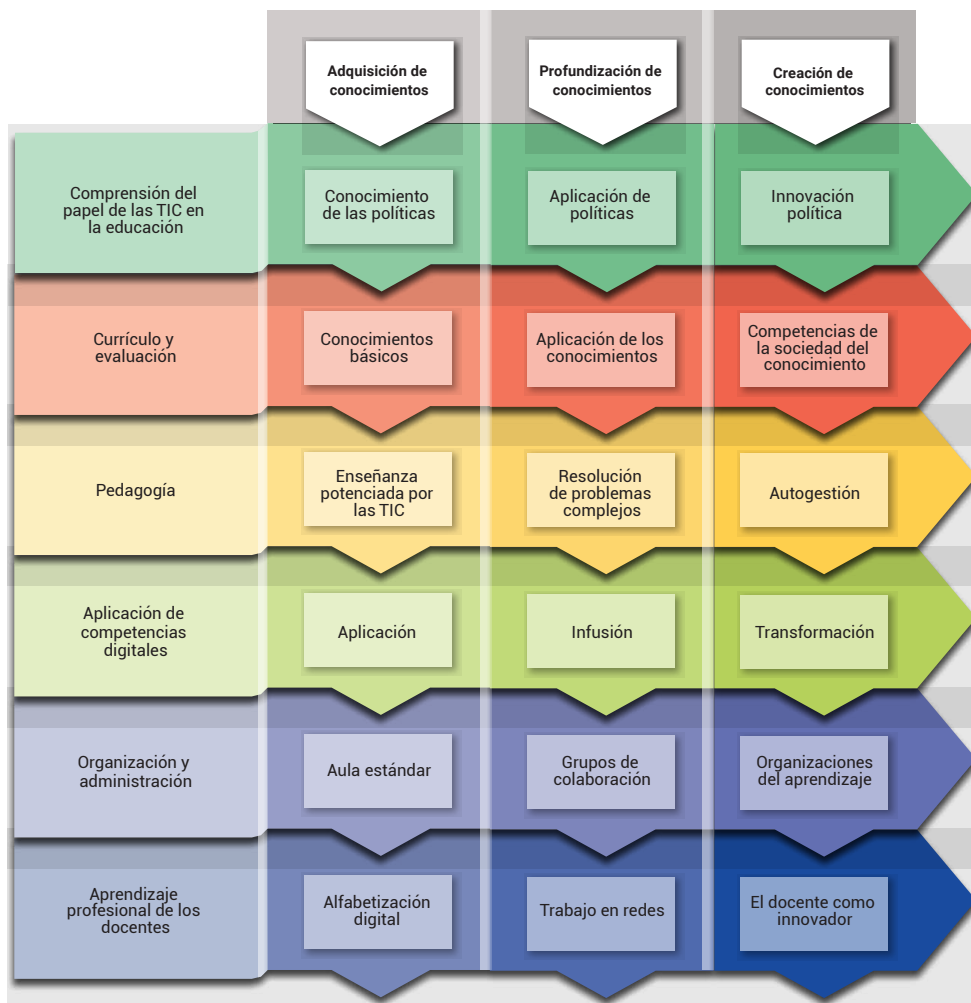 Adquisición de
conocimientos
Profundización de
conocimientos
Creación de
conocimientos
Comprensión del
papel de las TIC en
la educación
Conocimiento
de las políticas
Aplicación de
políticas
Innovación
política
Currículo y
evaluación
Conocimientos
básicos
Aplicación de los
conocimientos
Competencias de
la sociedad del
conocimiento
Pedagogía
Enseñanza
potenciada por
las TIC
Resolución
de problemas
complejos
Autogestión
Aplicación de
competencias
digitales
Aplicación
Infusión
Transformación
Organización y
administración
Aula estándar
Grupos de
colaboración
Organizaciones
del aprendizaje
Aprendizaje
profesional de los
docentes
Alfabetización
digital
Trabajo en redes
El docente como
innovador